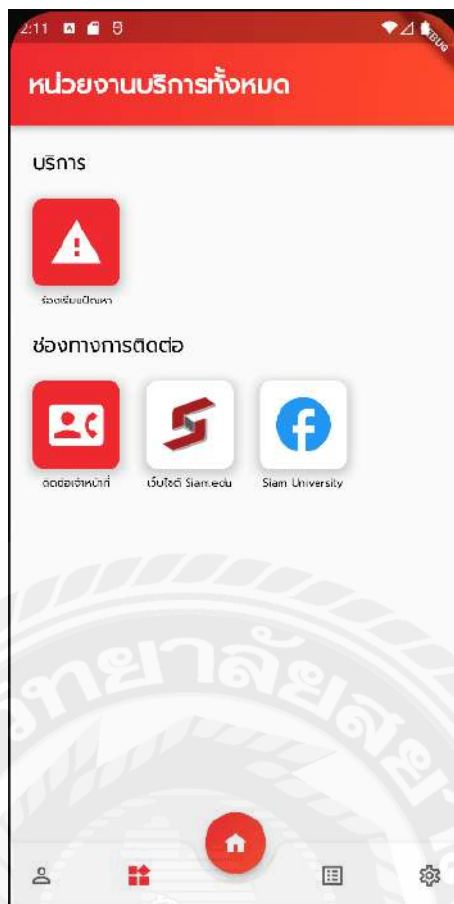 2:11
DEBUG
หน่วยงานบริการทั้งหมด
บริการ
ร้องเรียนปัญหา
ช่องทางการติดต่อ
ติดต่อเจ้าหน้าที่ เว็บไซต์ Siam.edu Siam University